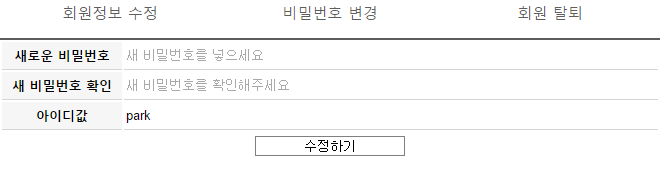 회원정보 수정 비밀번호 변경 회원 탈퇴
새로운 비밀번호 새 비밀번호를 넣으세요
새 비밀번호 확인 새 비밀번호를 확인해주세요
아이디값 park
수정하기